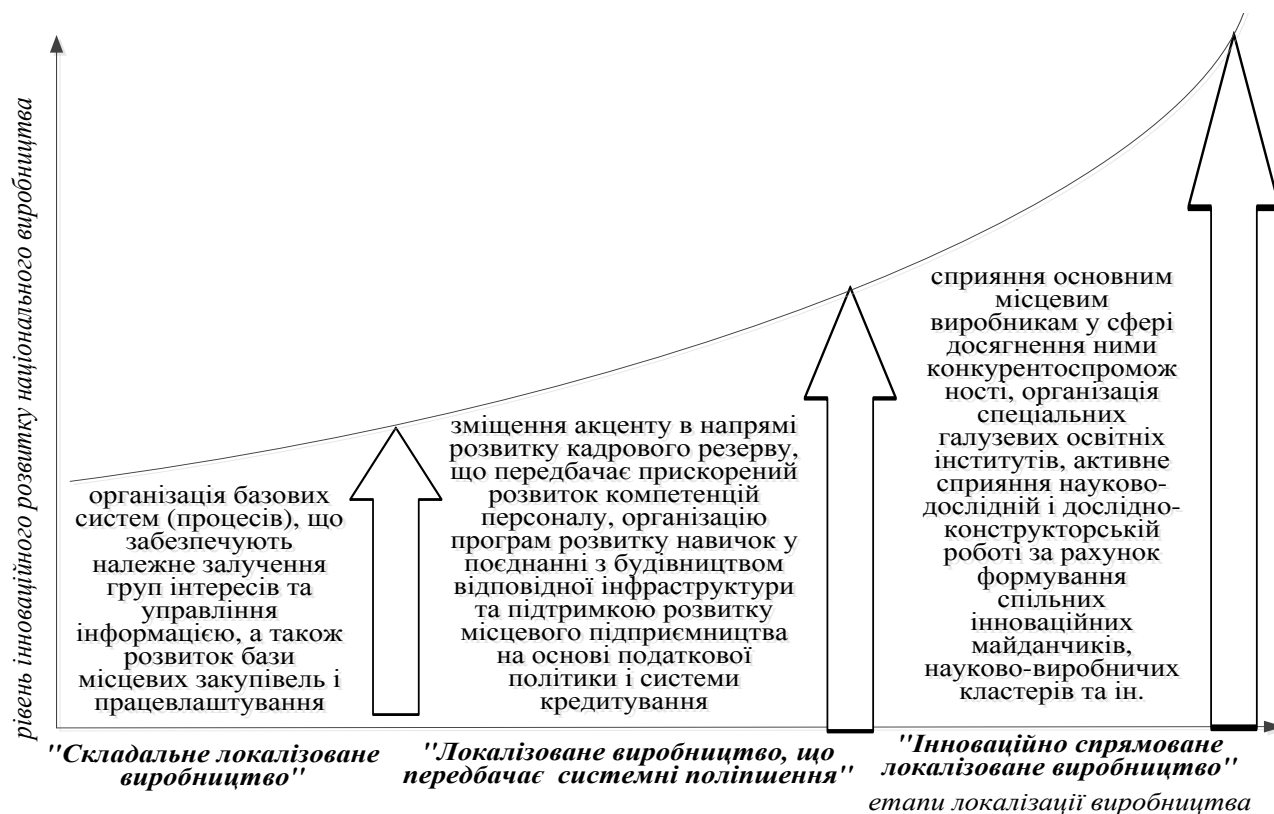 рівень інноваційного розвитку національного виробництва
організація базових
систем (процесів), що
забезпечують
належне залучення
груп інтересів та
управління
інформацією, а також
розвиток бази
місцевих закупівель і
працевлаштування
зміщення акценту в напрямі
розвитку кадрового резерву,
що передбачає прискорений
розвиток компетенцій
персоналу, організацію
програм розвитку навичок у
поєднанні з будівництвом
відповідної інфраструктури
та підтримкою розвитку
місцевого підприємництва
на основі податкової
політики і системи
кредитування
сприяння основним
місцевим
виробникам у сфері
досягнення ними
конкурентоспромож
ності, організація
спеціальних
галузевих освітніх
інститутів, активне
сприяння науково-
дослідній і дослідно-
конструкторській
роботі за рахунок
формування
спільних
інноваційних
майданчиків,
науково-виробничих
кластерів та ін.
"Складальне локалізоване
виробництво"
"Локалізоване виробництво, що
передбачає системні поліпшення"
"Інноваційно спрямоване
локалізоване виробництво"
етапи локалізації виробництва